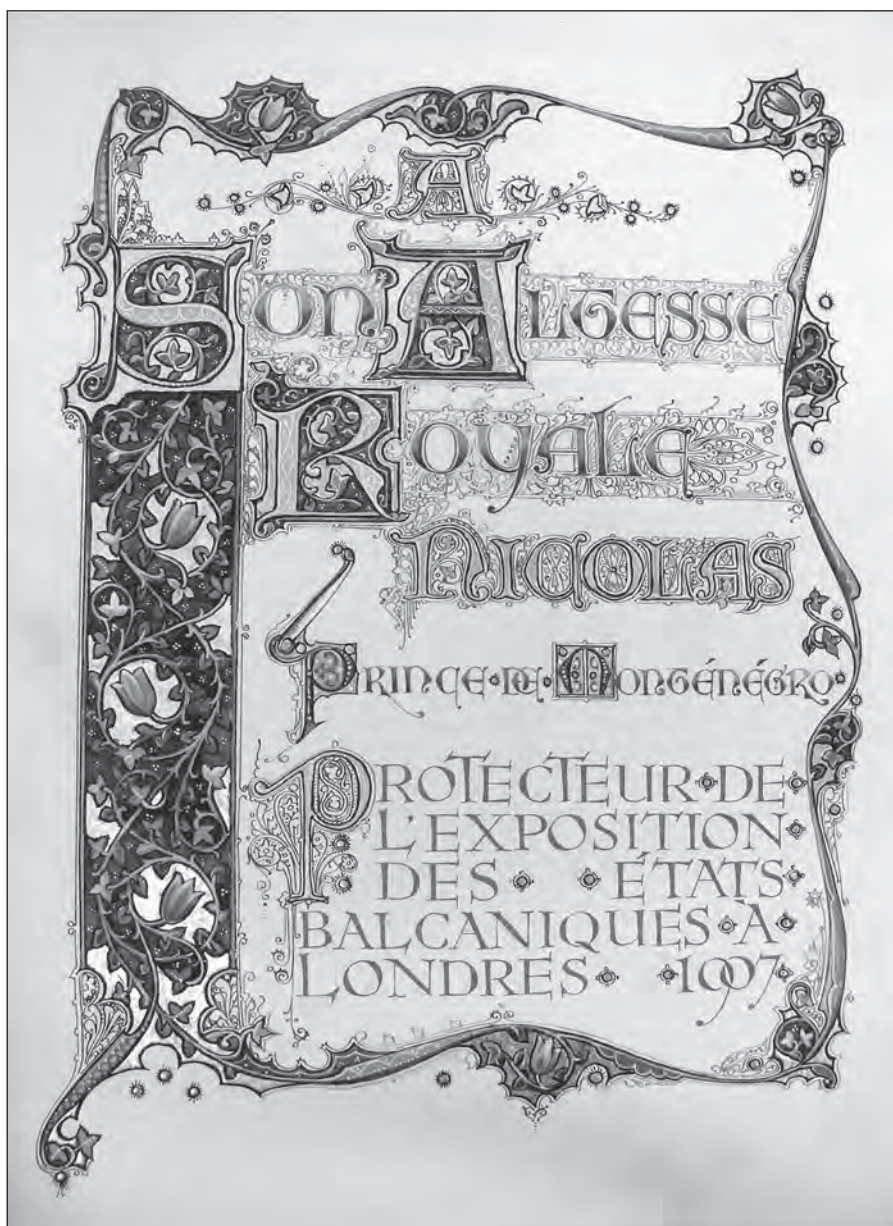 A
SON ALTESSE
ROYALE
NICOLAS
PRINCE·DE·MONTÉNÉGRO·
PROTECTEUR·DE·
L'EXPOSITION·
DES· ·ÉTATS·
BALCANIQUES·À·
LONDRES· ·1907·